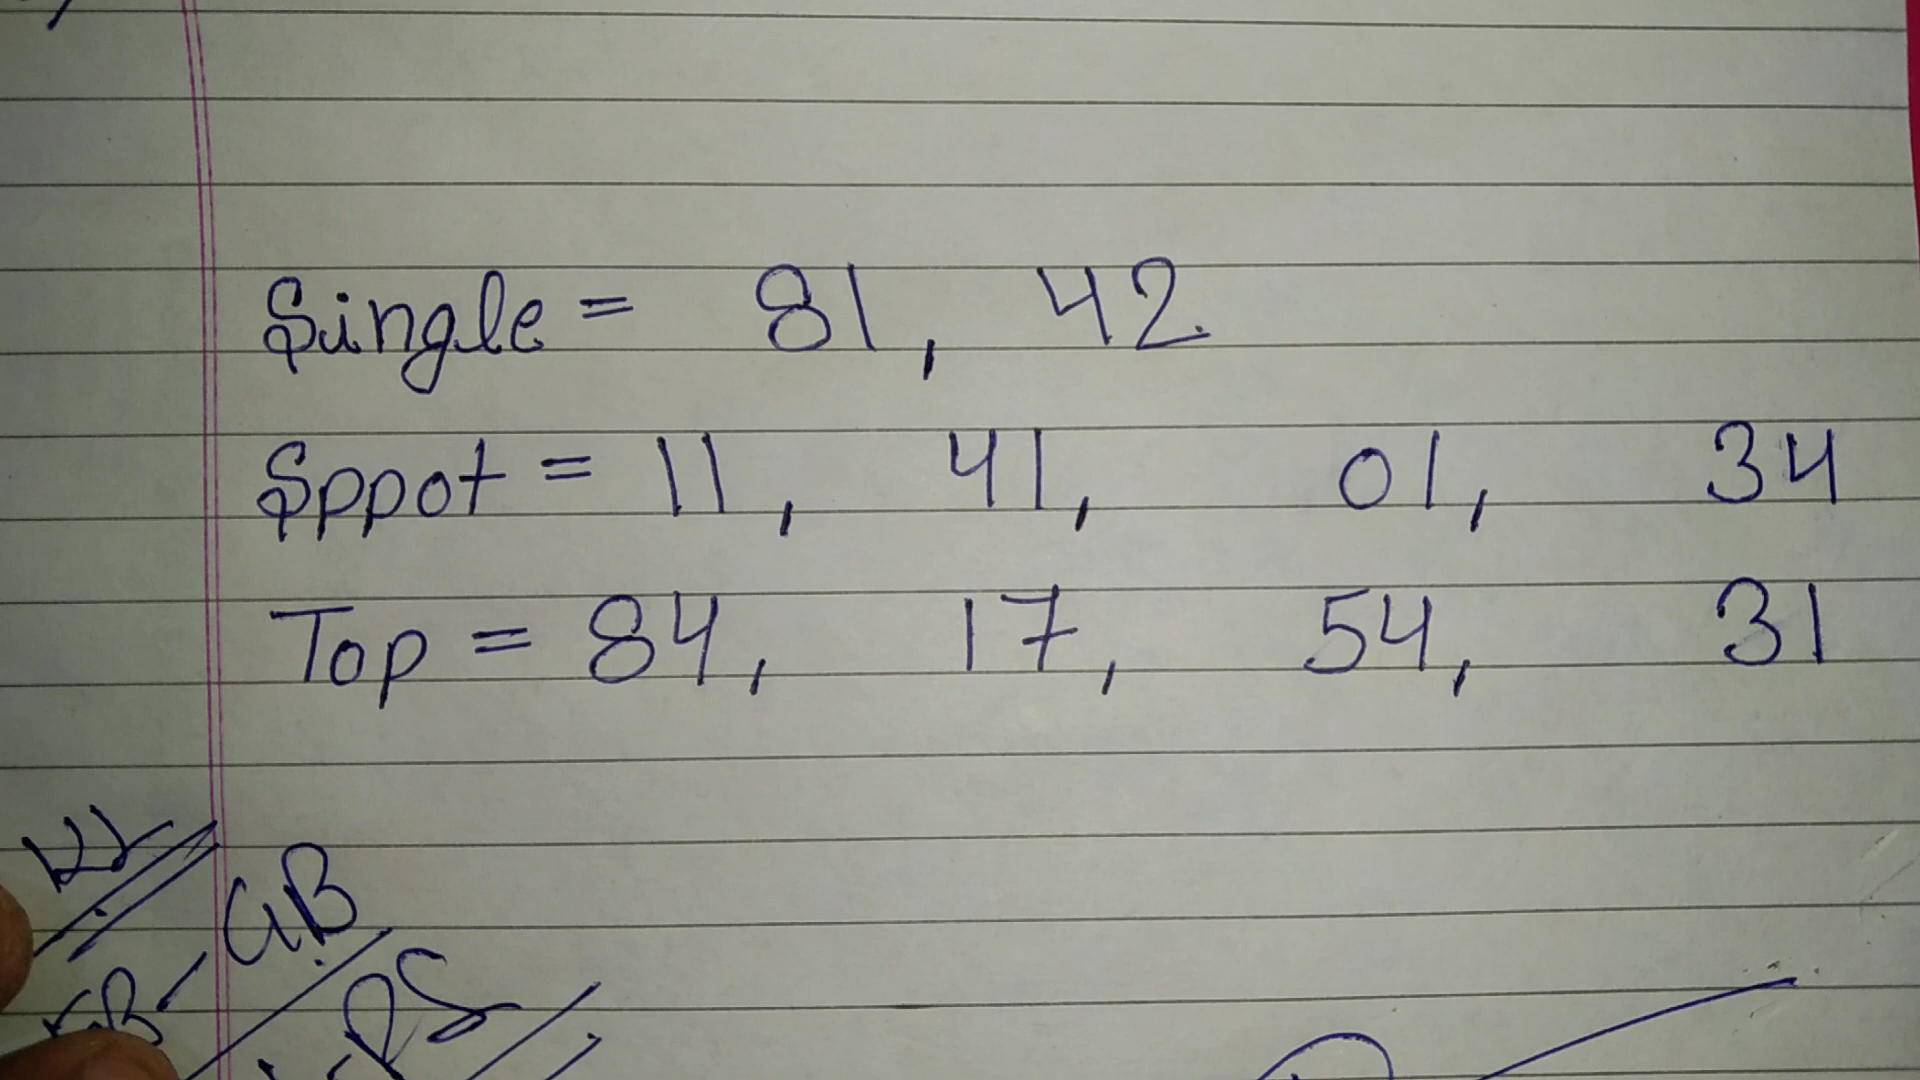 Single = 81, 42
Sppot = 11, 41, 01, 34
Top = 84, 17, 54, 31
GB